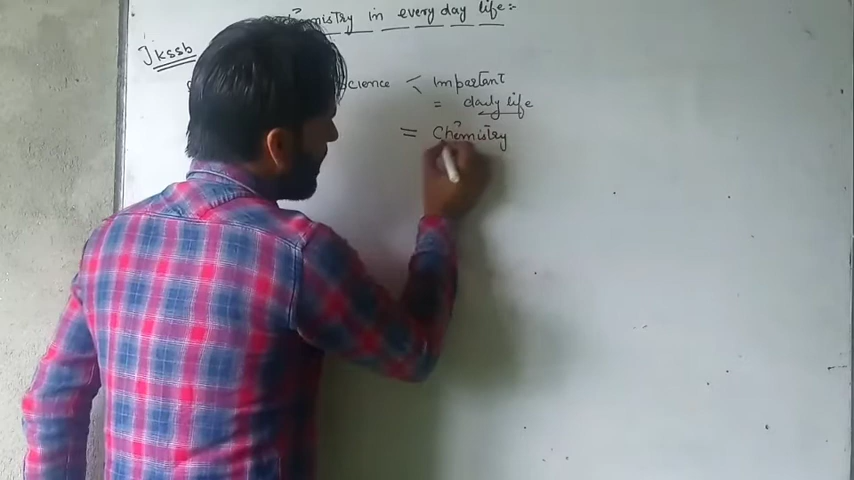 Chemistry in every day life :-
Jkssb
Science < ImportanT
= daily life
= Chemistry